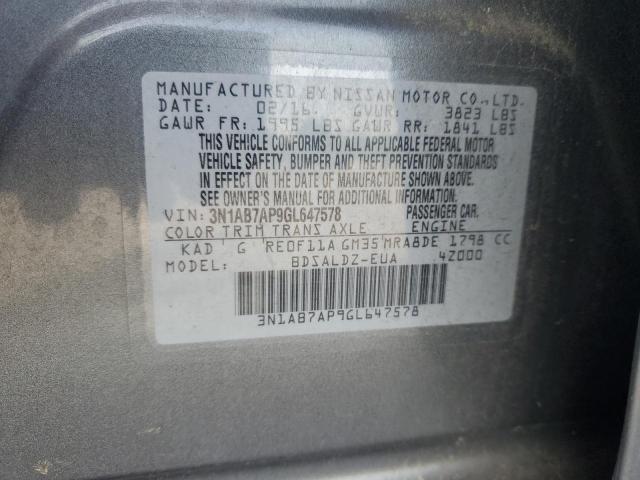 MANUFACTURED BY NISSAN MOTOR CO.,LTD.
DATE: 02/16 GVWR: 3823 LBS
GAWR FR: 1995 LBS GAWR RR: 1841 LBS
THIS VEHICLE CONFORMS TO ALL APPLICABLE FEDERAL MOTOR
VEHICLE SAFETY, BUMPER AND THEFT PREVENTION STANDARDS
IN EFFECT ON THE DATE OF MANUFACTURE SHOWN ABOVE.
SEE OWNER'S MANUAL FOR ADDITIONAL INFORMATION.
VIN: 3N1AB7AP9GL647578 PASSENGER CAR.
COLOR TRIM TRANS AXLE ENGINE
KAD G RE0F11A GM35 MRA8DE 1798 CC
MODEL: BDSALDZ-EUA 42000
3N1AB7AP9GL647578